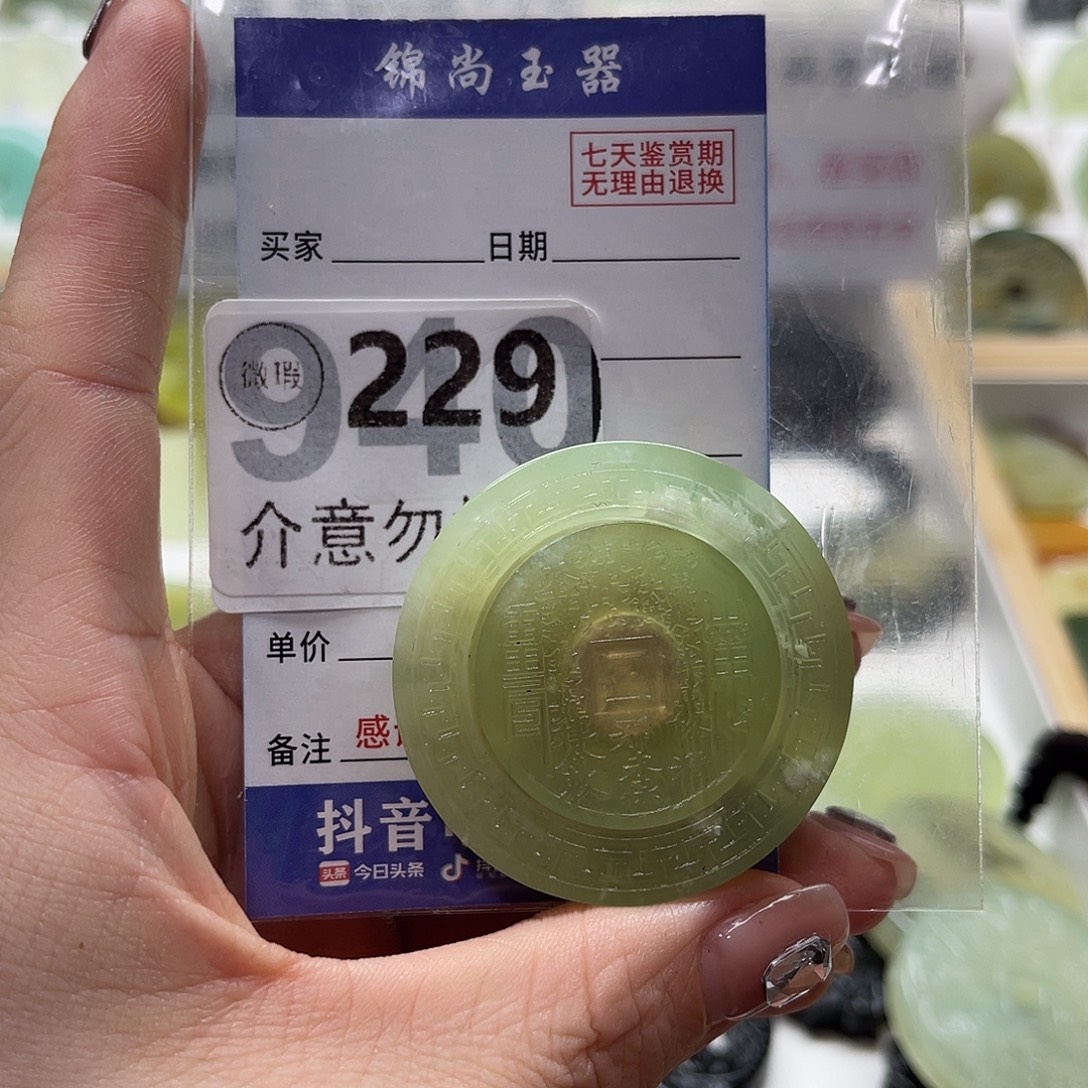 锦尚玉器
七天鉴赏期
无理由退换
买家 日期
940
微瑕 229
介意勿
单价
备注 感
抖音
头条 今日头条